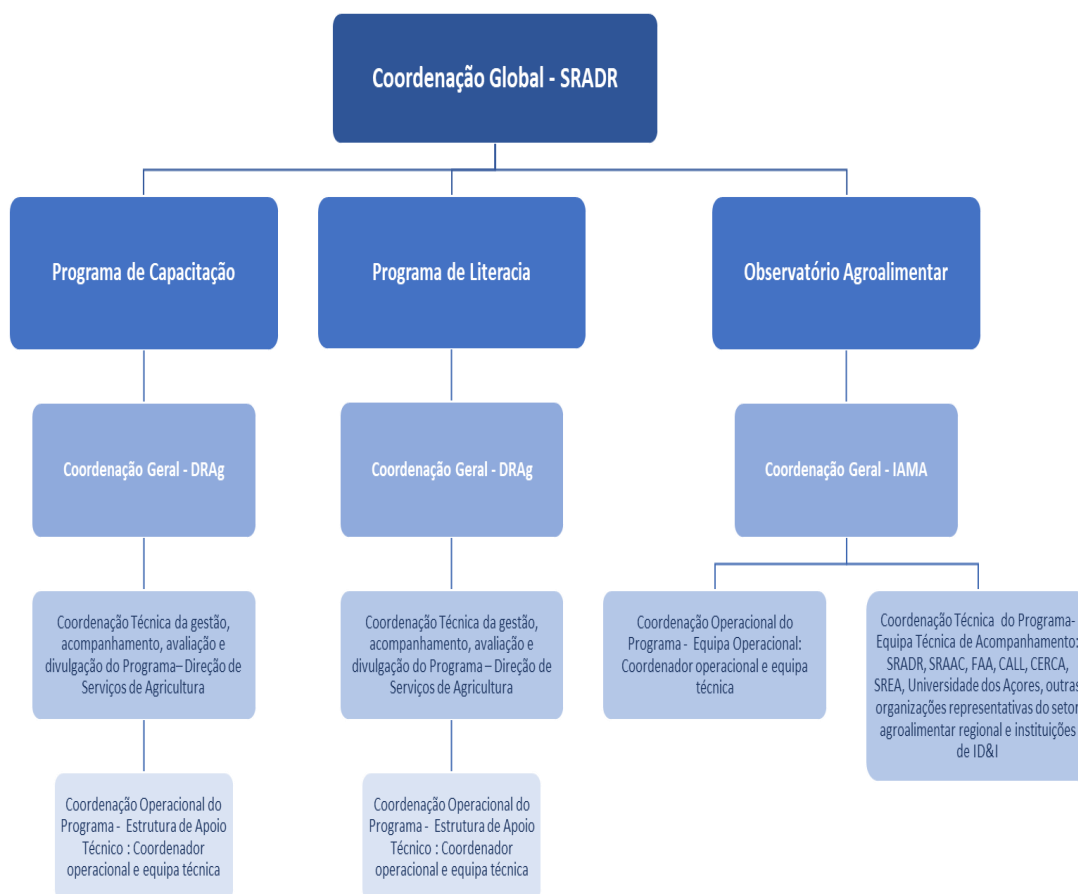 Coordenação Global - SRADR
Programa de Capacitação
Programa de Literacia
Observatório Agroalimentar
Coordenação Geral - DRAg
Coordenação Geral - DRAg
Coordenação Geral - IAMA
Coordenação Técnica da gestão,
acompanhamento, avaliação e
divulgação do Programa– Direção de
Serviços de Agricultura
Coordenação Técnica da gestão,
acompanhamento, avaliação e
divulgação do Programa – Direção de
Serviços de Agricultura
Coordenação Operacional do
Programa - Equipa Operacional:
Coordenador operacional e equipa
técnica
Coordenação Técnica do Programa-
Equipa Técnica de Acompanhamento:
SRADR, SRAAC, FAA, CALL, CERCA,
SREA, Universidade dos Açores, outras
organizações representativas do setor
agroalimentar regional e instituições
de ID&I
Coordenação Operacional do
Programa - Estrutura de Apoio
Técnico : Coordenador
operacional e equipa técnica
Coordenação Operacional do
Programa - Estrutura de Apoio
Técnico : Coordenador
operacional e equipa técnica